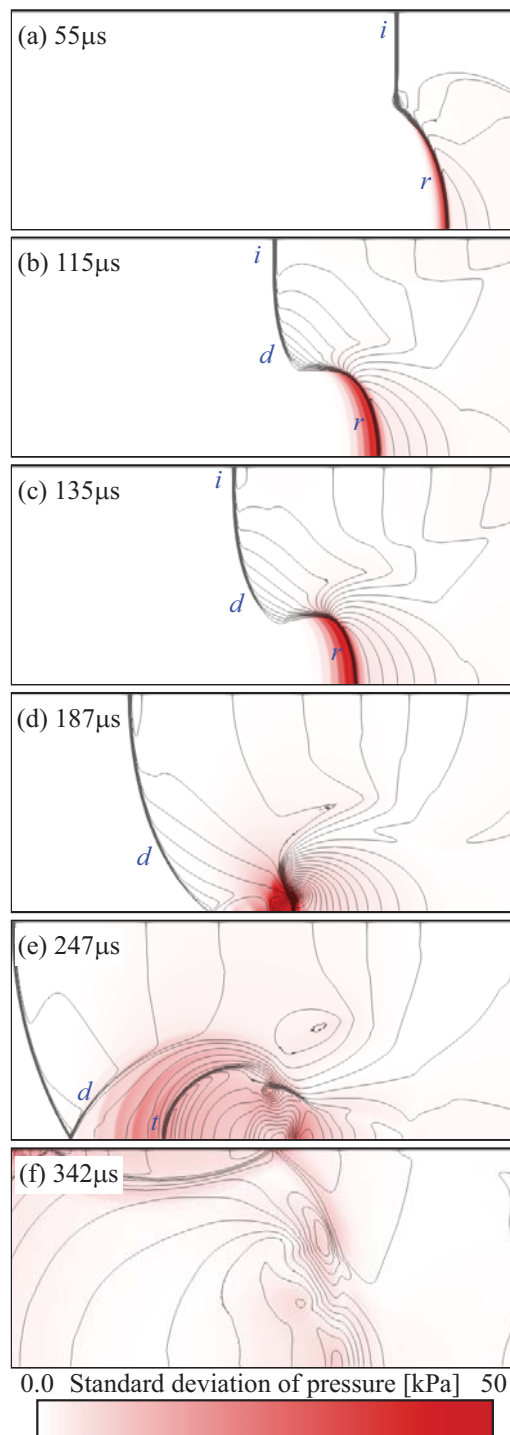 (a) 55µs
i
r
(b) 115µs
i
d
r
(c) 135µs
i
d
r
(d) 187µs
d
(e) 247µs
d
t
(f) 342µs
0.0 Standard deviation of pressure [kPa] 50